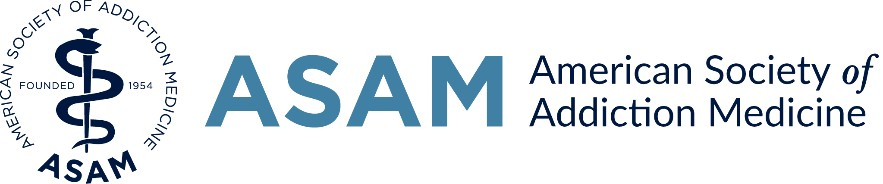 AMERICAN SOCIETY OF ADDICTION MEDICINE
FOUNDED 1954
ASAM
ASAM
American Society of
Addiction Medicine